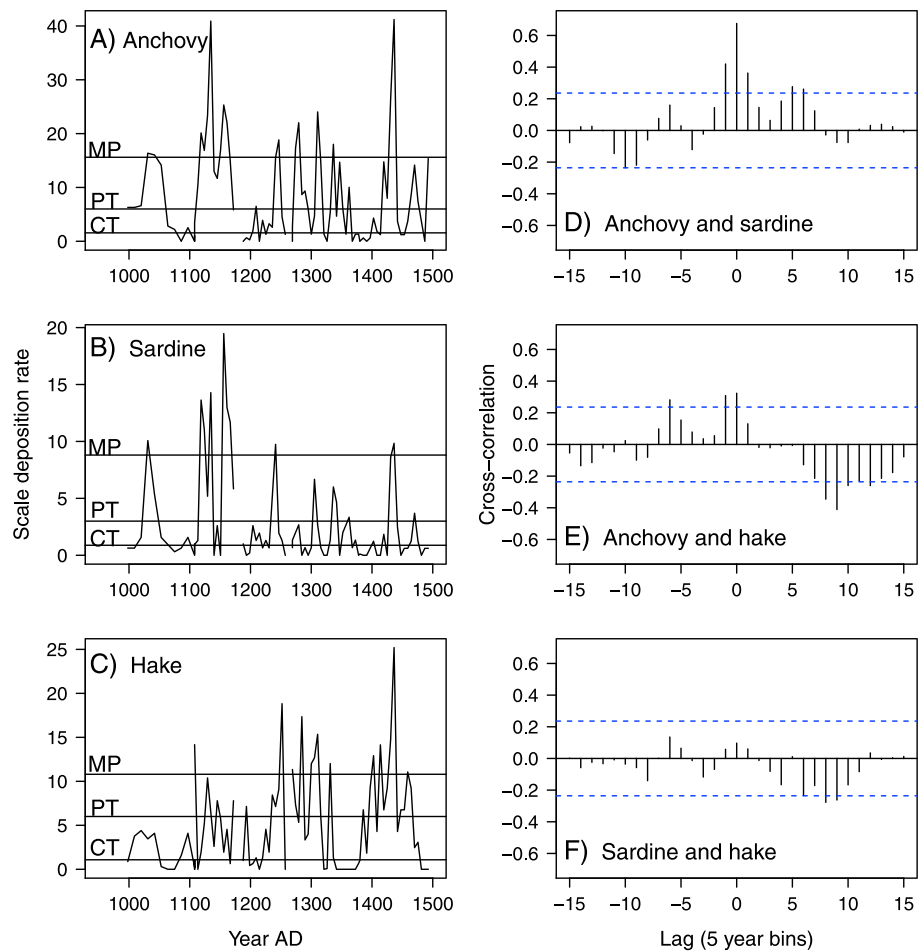 A) Anchovy
40
30
20
10
0
MP
PT
CT
1000 1100 1200 1300 1400 1500
D) Anchovy and sardine
0.6
0.4
0.2
0.0
−0.2
−0.4
−0.6
−15 −10 −5 0 5 10 15
B) Sardine
20
15
10
5
0
MP
PT
CT
1000 1100 1200 1300 1400 1500
Scale deposition rate
E) Anchovy and hake
0.6
0.4
0.2
0.0
−0.2
−0.4
−0.6
−15 −10 −5 0 5 10 15
Cross−correlation
C) Hake
25
20
15
10
5
0
MP
PT
CT
1000 1100 1200 1300 1400 1500
Year AD
F) Sardine and hake
0.6
0.4
0.2
0.0
−0.2
−0.4
−0.6
−15 −10 −5 0 5 10 15
Lag (5 year bins)